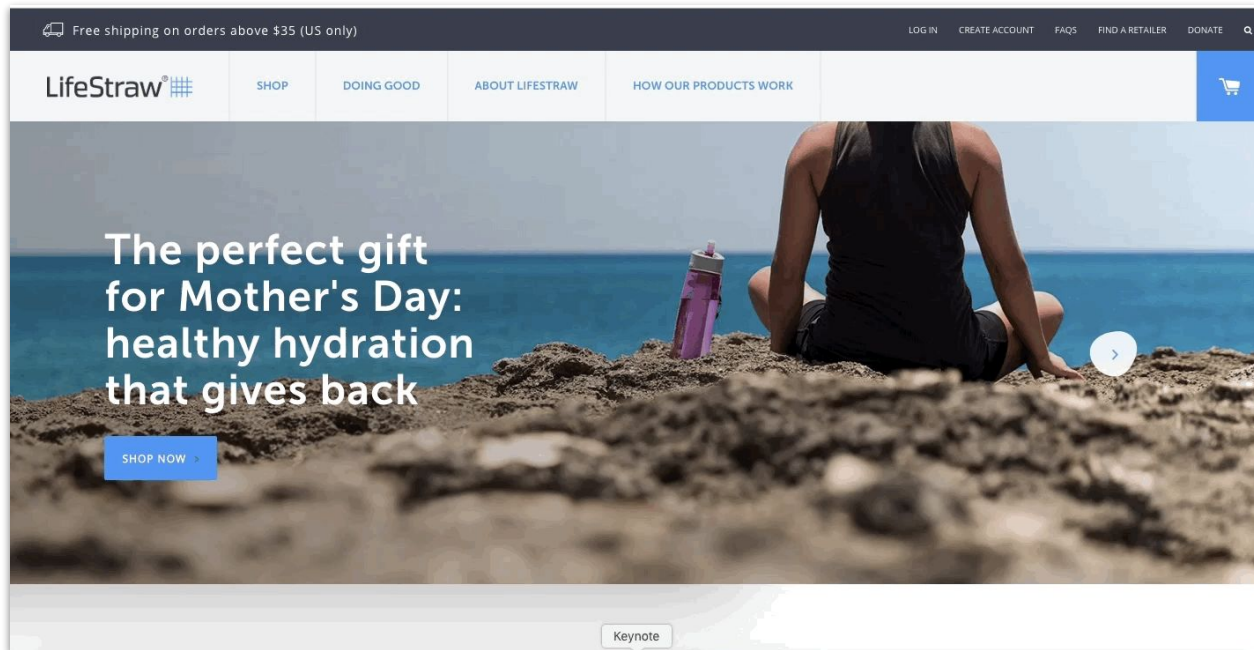 Free shipping on orders above $35 (US only)
LOG IN CREATE ACCOUNT FAQS FIND A RETAILER DONATE
LifeStraw®
SHOP DOING GOOD ABOUT LIFESTRAW HOW OUR PRODUCTS WORK
The perfect gift
for Mother's Day:
healthy hydration
that gives back
SHOP NOW >
Keynote